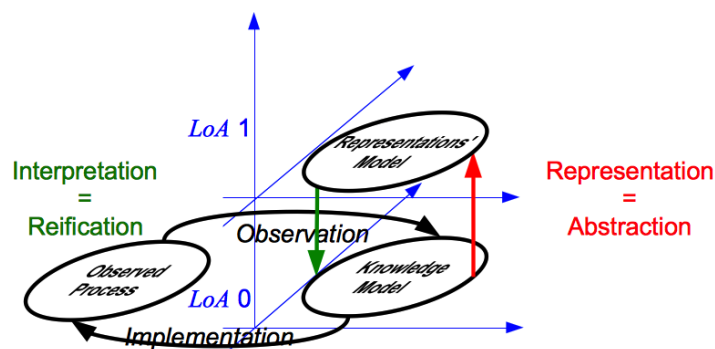 LoA 1
Representations'
Model
Interpretation
=
Reification
Representation
=
Abstraction
Observation
Observed
Process
Knowledge
Model
LoA 0
Implementation